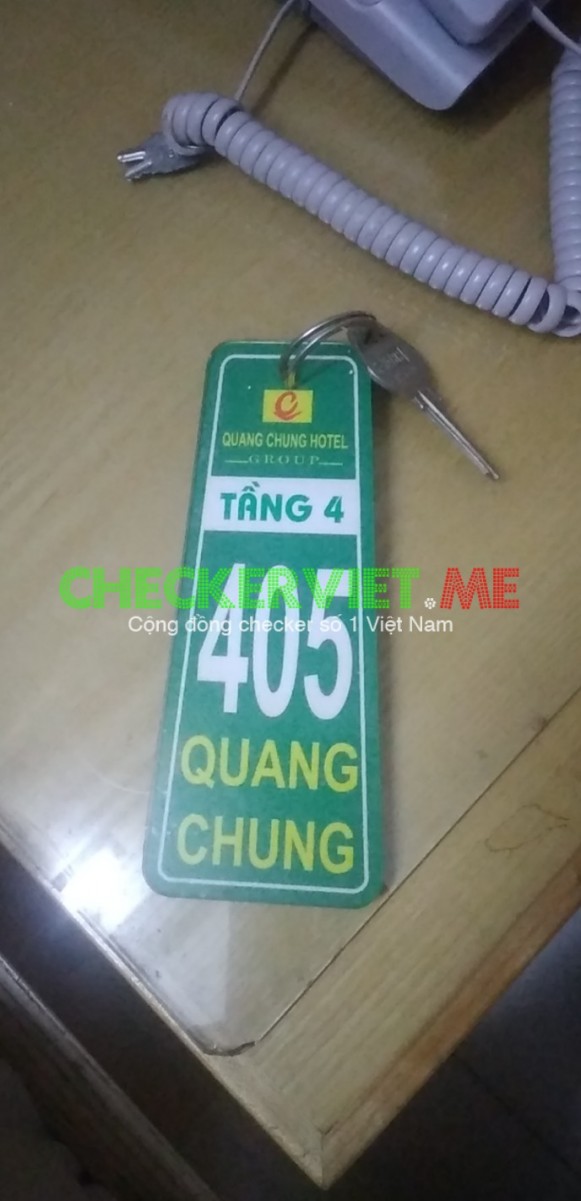 QUANG CHUNG HOTEL
GROUP
TẦNG 4
CHECKERVIET.ME
Cộng đồng checker số 1 Việt Nam
405
QUANG
CHUNG